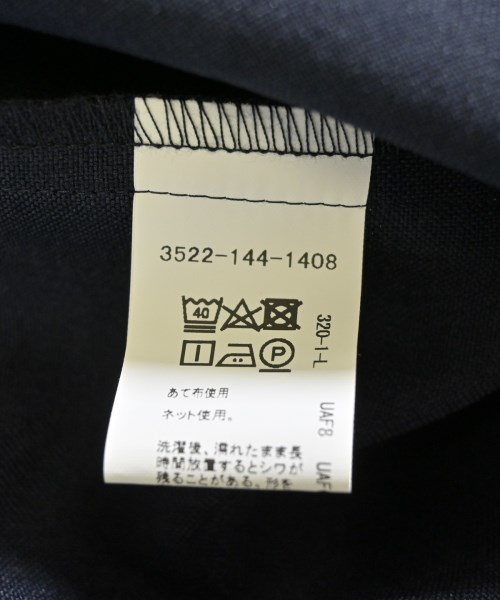 3522-144-1408
40
320-1-L
I
P
あて布使用
ネット使用。
UAF8 UAF
洗濯後、濡れたまま長
時間放置するとシワが
残ることがある。形を